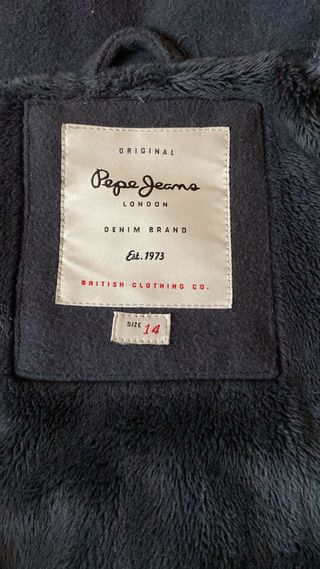 ORIGINAL
Pepe Jeans
LONDON
DENIM BRAND
Est. 1973
BRITISH CLOTHING CO.
SIZE 14